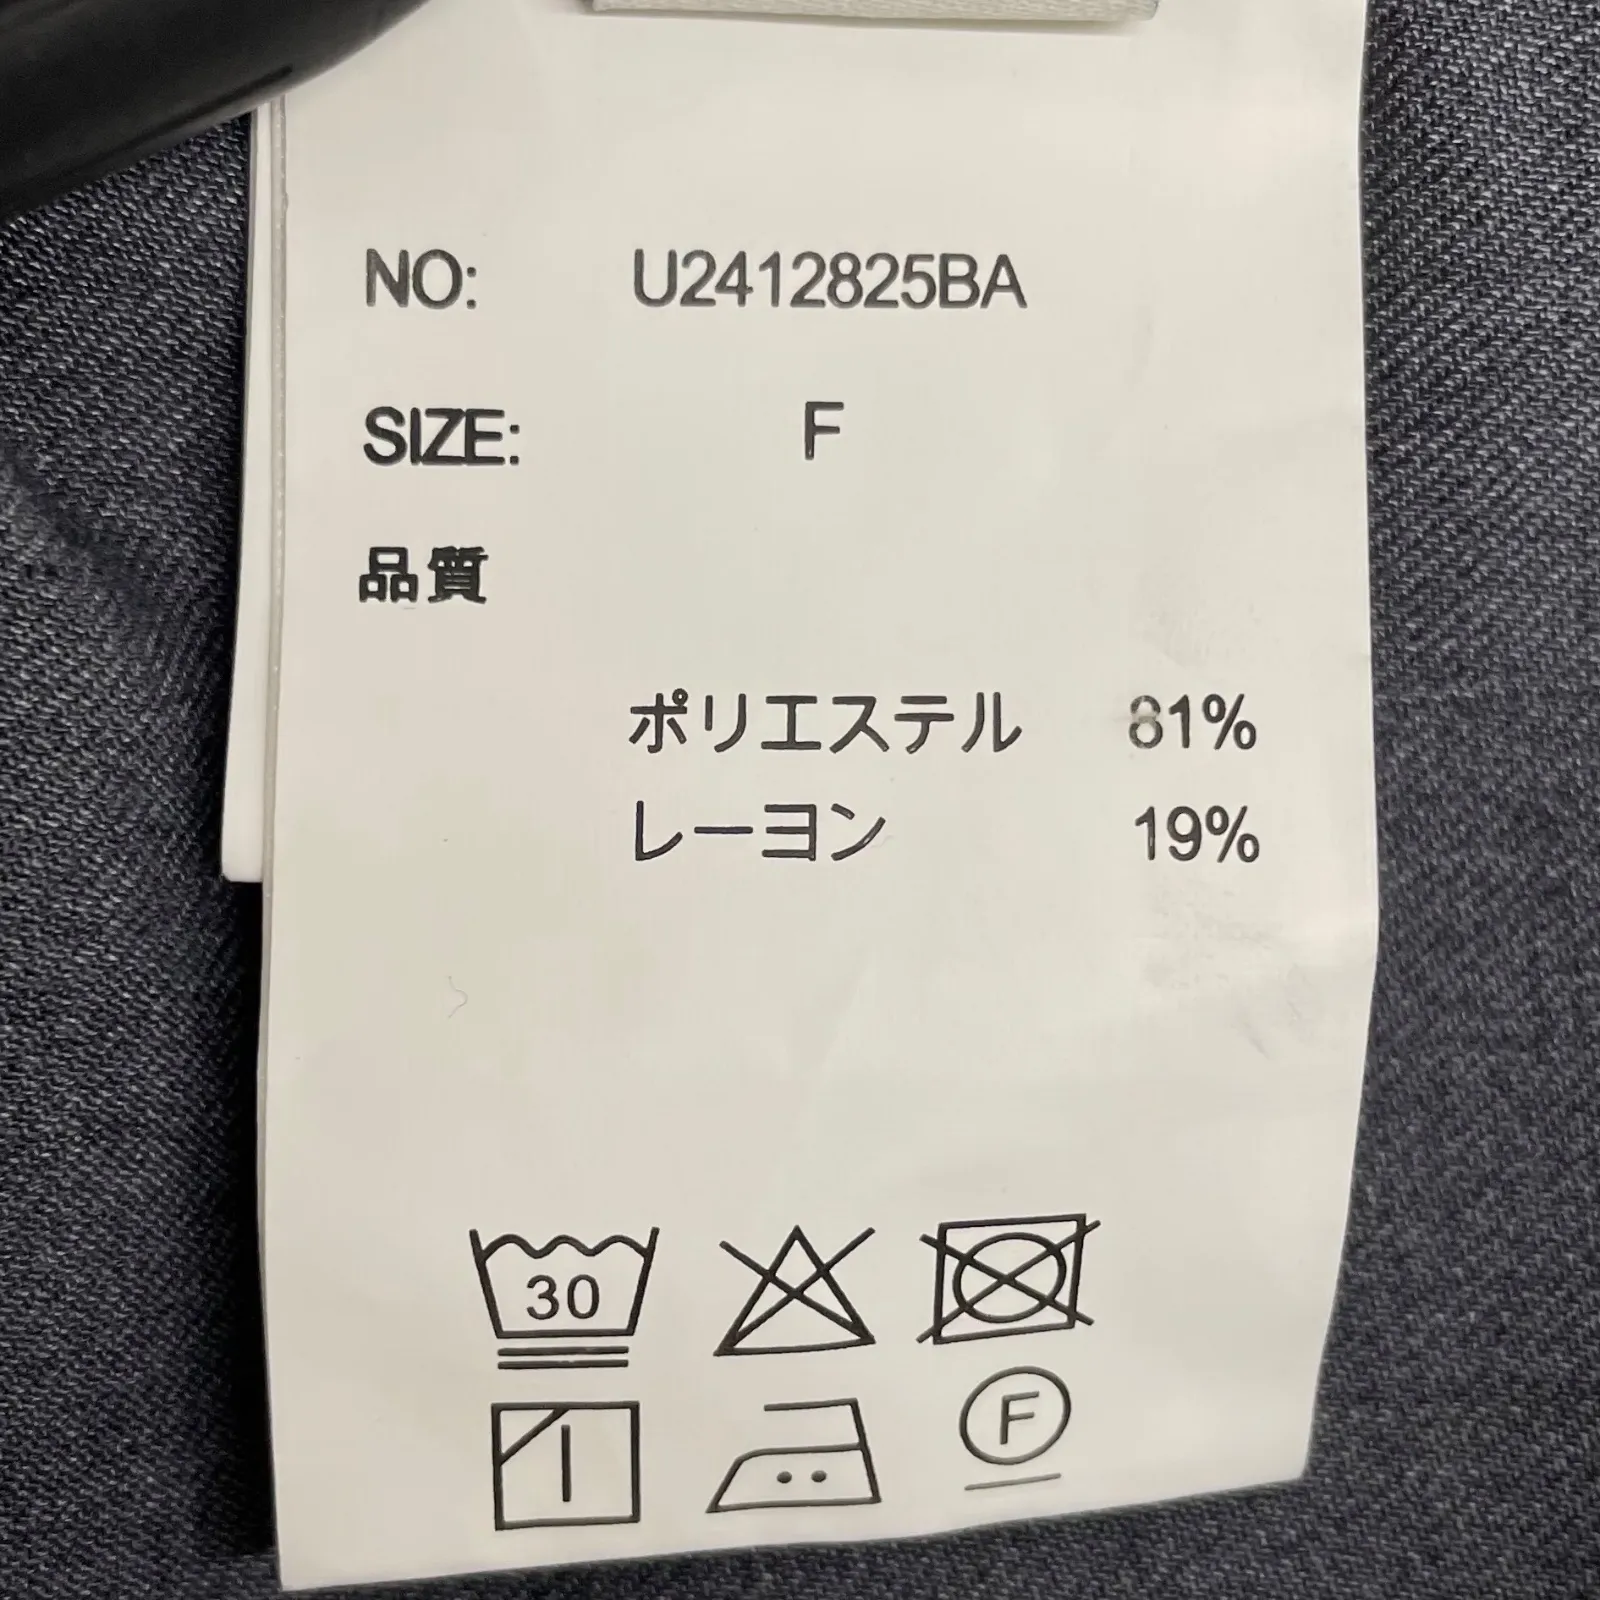 NO: U2412825BA
SIZE: F
品質
ポリエステル 81%
レーヨン 19%
30
F